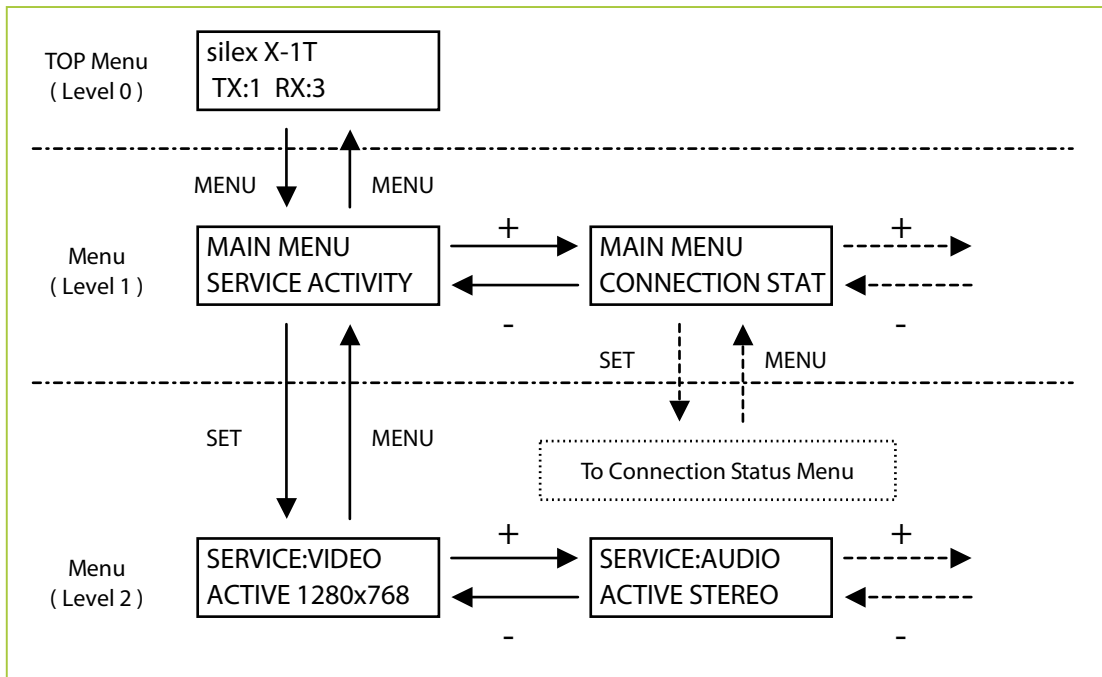 TOP Menu
( Level 0 )
silex X-1T
TX:1 RX:3
MENU
MENU
Menu
( Level 1 )
MAIN MENU
SERVICE ACTIVITY
+
-
MAIN MENU
CONNECTION STAT
+
-
SET
MENU
SET
MENU
To Connection Status Menu
Menu
( Level 2 )
SERVICE:VIDEO
ACTIVE 1280x768
+
-
SERVICE:AUDIO
ACTIVE STEREO
+
-